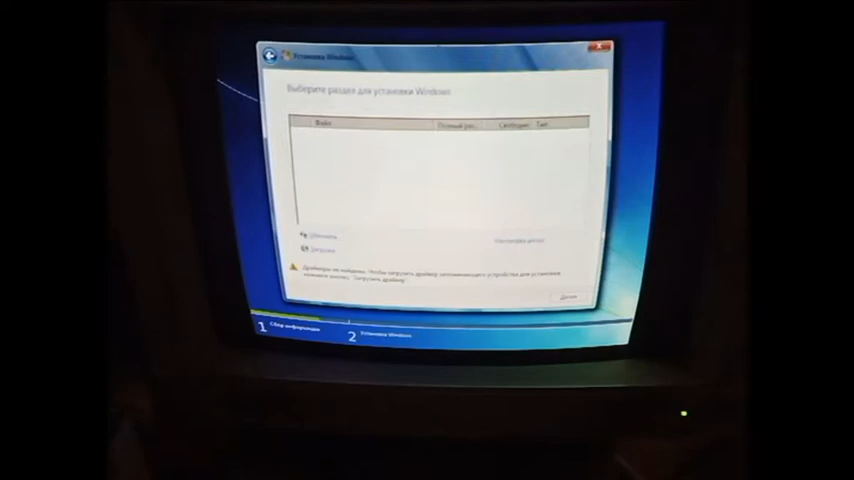 Установка Windows
Выберите раздел для установки Windows
Файл Полный раз... Свободно Тип
Обновить
Загрузка
Настройка диска
Драйверы не найдены. Чтобы загрузить драйвер запоминающего устройства для установки,
нажмите кнопку "Загрузить драйвер".
Далее
1 Сбор информации
2 Установка Windows